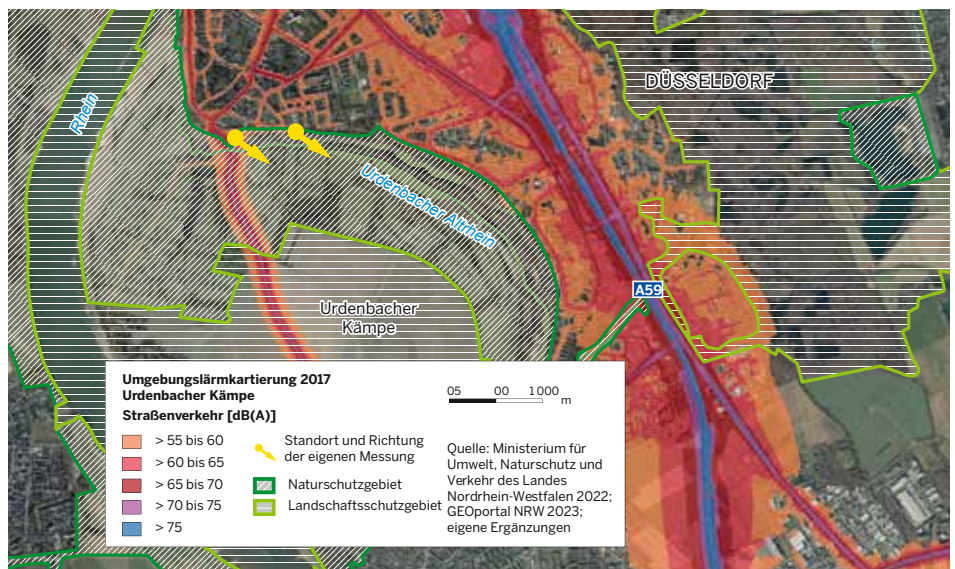 Rhein
DÜSSELDORF
Urdenbacher Altrhein
A59
Urdenbacher
Kämpe
Umgebungslärmkartierung 2017
Urdenbacher Kämpe
Straßenverkehr [dB(A)]
> 55 bis 60
> 60 bis 65
> 65 bis 70
> 70 bis 75
> 75
Standort und Richtung
der eigenen Messung
Naturschutzgebiet
Landschaftsschutzgebiet
05 00 1 000
m
Quelle: Ministerium für
Umwelt, Naturschutz und
Verkehr des Landes
Nordrhein-Westfalen 2022;
GEOportal NRW 2023;
eigene Ergänzungen